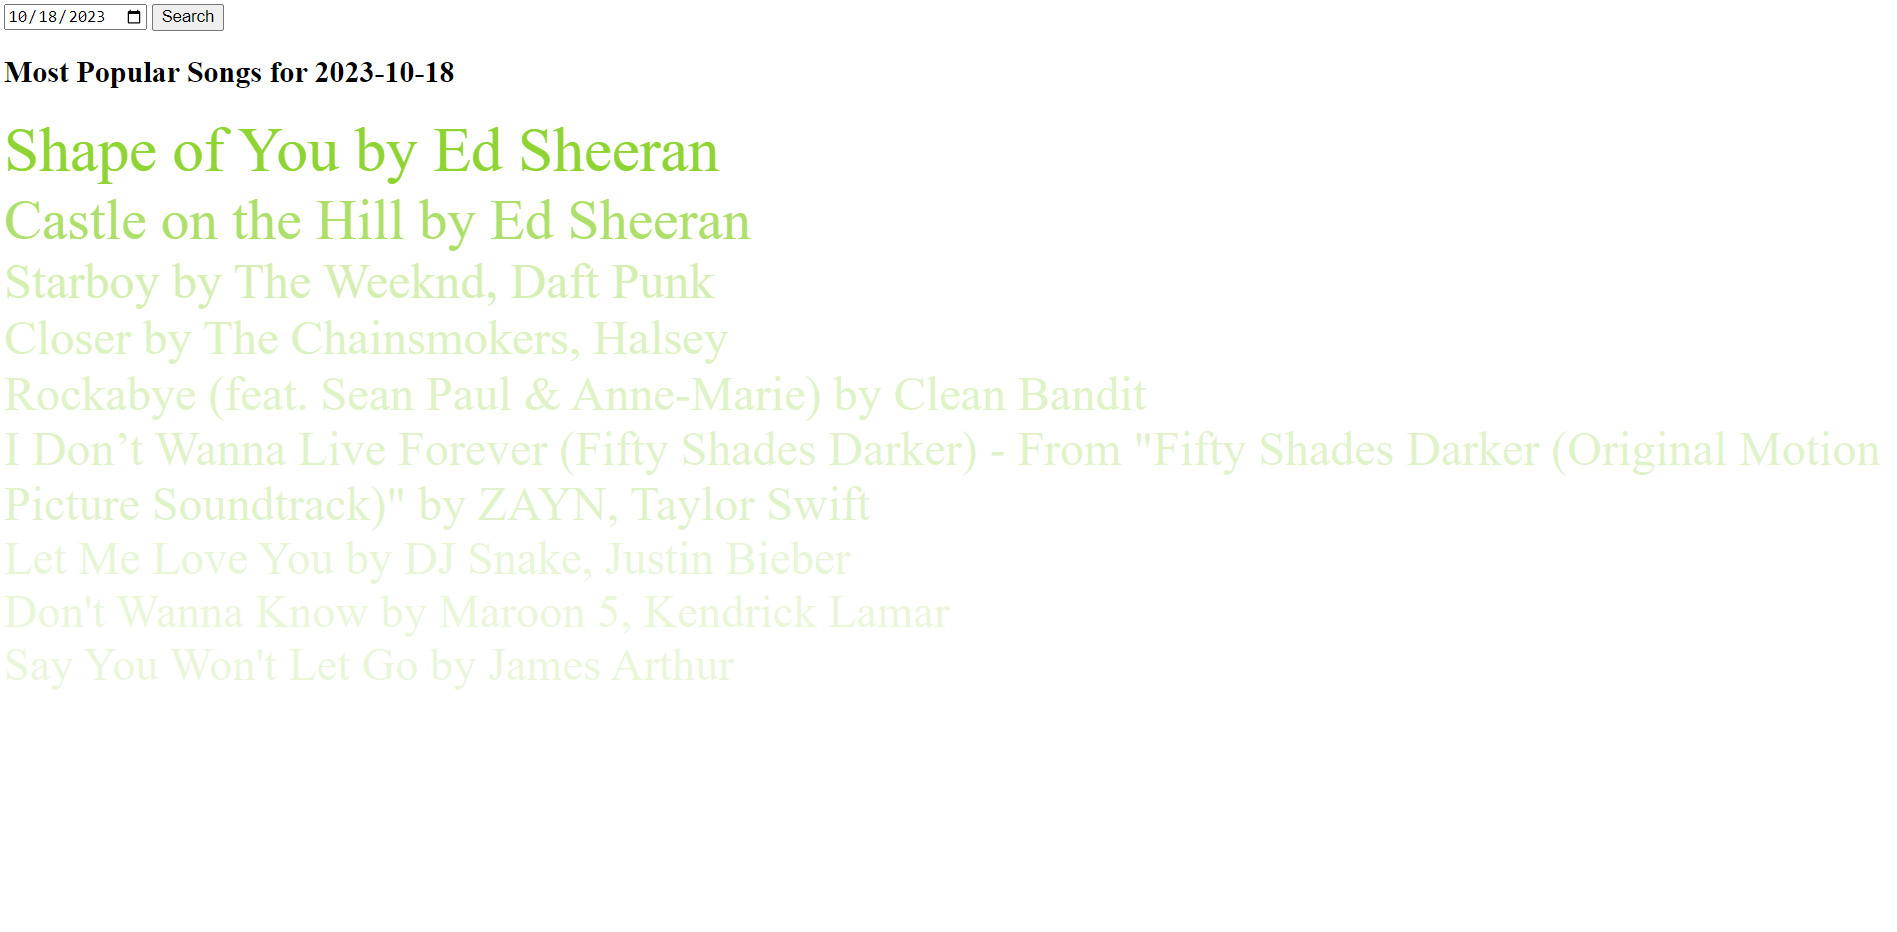 10/18/2023 Search
Most Popular Songs for 2023-10-18
Shape of You by Ed Sheeran
Castle on the Hill by Ed Sheeran
Starboy by The Weeknd, Daft Punk
Closer by The Chainsmokers, Halsey
Rockabye (feat. Sean Paul & Anne-Marie) by Clean Bandit
I Don’t Wanna Live Forever (Fifty Shades Darker) - From "Fifty Shades Darker (Original Motion
Picture Soundtrack)" by ZAYN, Taylor Swift
Let Me Love You by DJ Snake, Justin Bieber
Don't Wanna Know by Maroon 5, Kendrick Lamar
Say You Won't Let Go by James Arthur